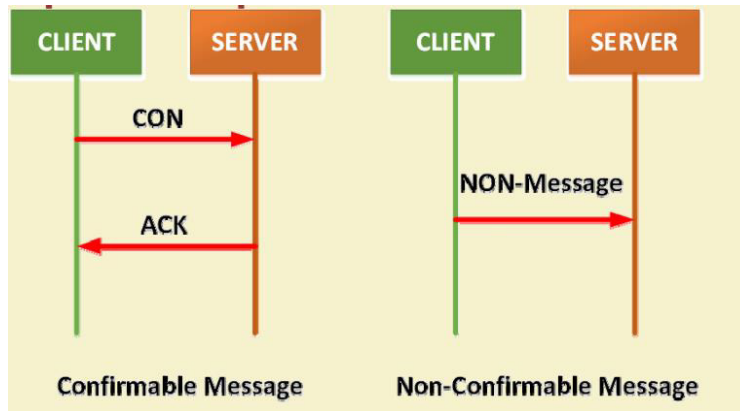 CLIENT
SERVER
CON
ACK
Confirmable Message
CLIENT
SERVER
NON-Message
Non-Confirmable Message